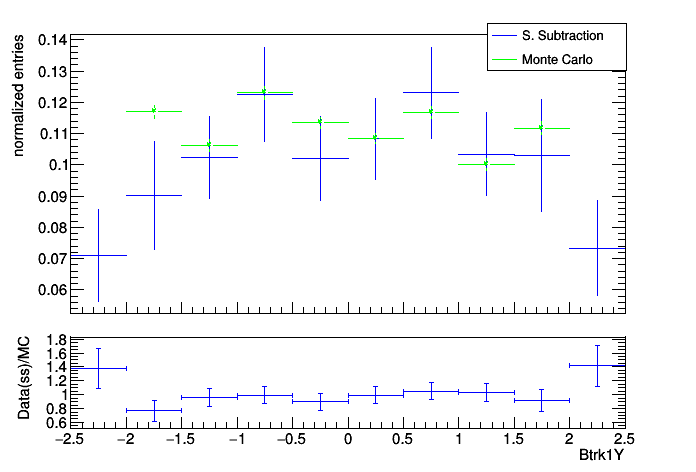 S. Subtraction
Monte Carlo
normalized entries
0.14
0.13
0.12
0.11
0.1
0.09
0.08
0.07
0.06
Data(ss)/MC
1.8
1.6
1.4
1.2
1
0.8
0.6
−2.5 −2 −1.5 −1 −0.5 0 0.5 1 1.5 2 2.5
Btrk1Y